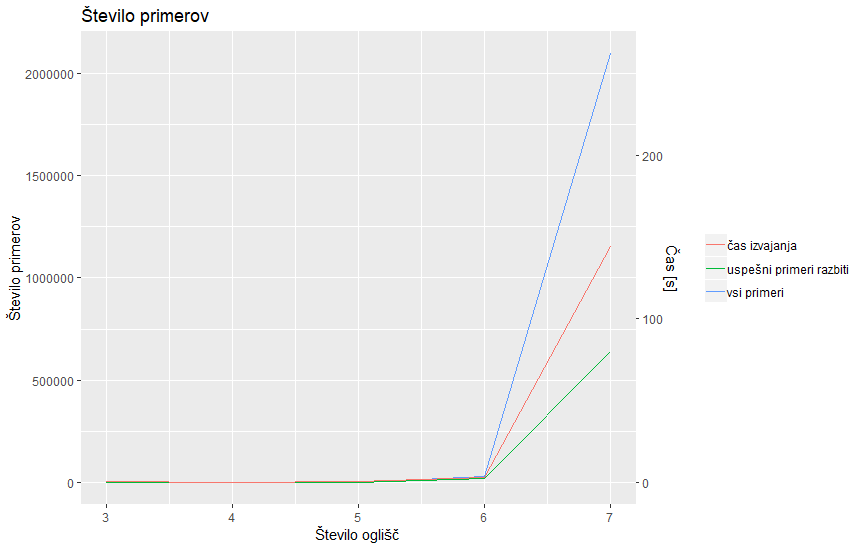 Število primerov
Število primerov
2000000
1500000
1000000
500000
0
3
4
5
6
7
Število oglišč
200
100
0
Čas [s]
čas izvajanja
uspešni primeri razbiti
vsi primeri